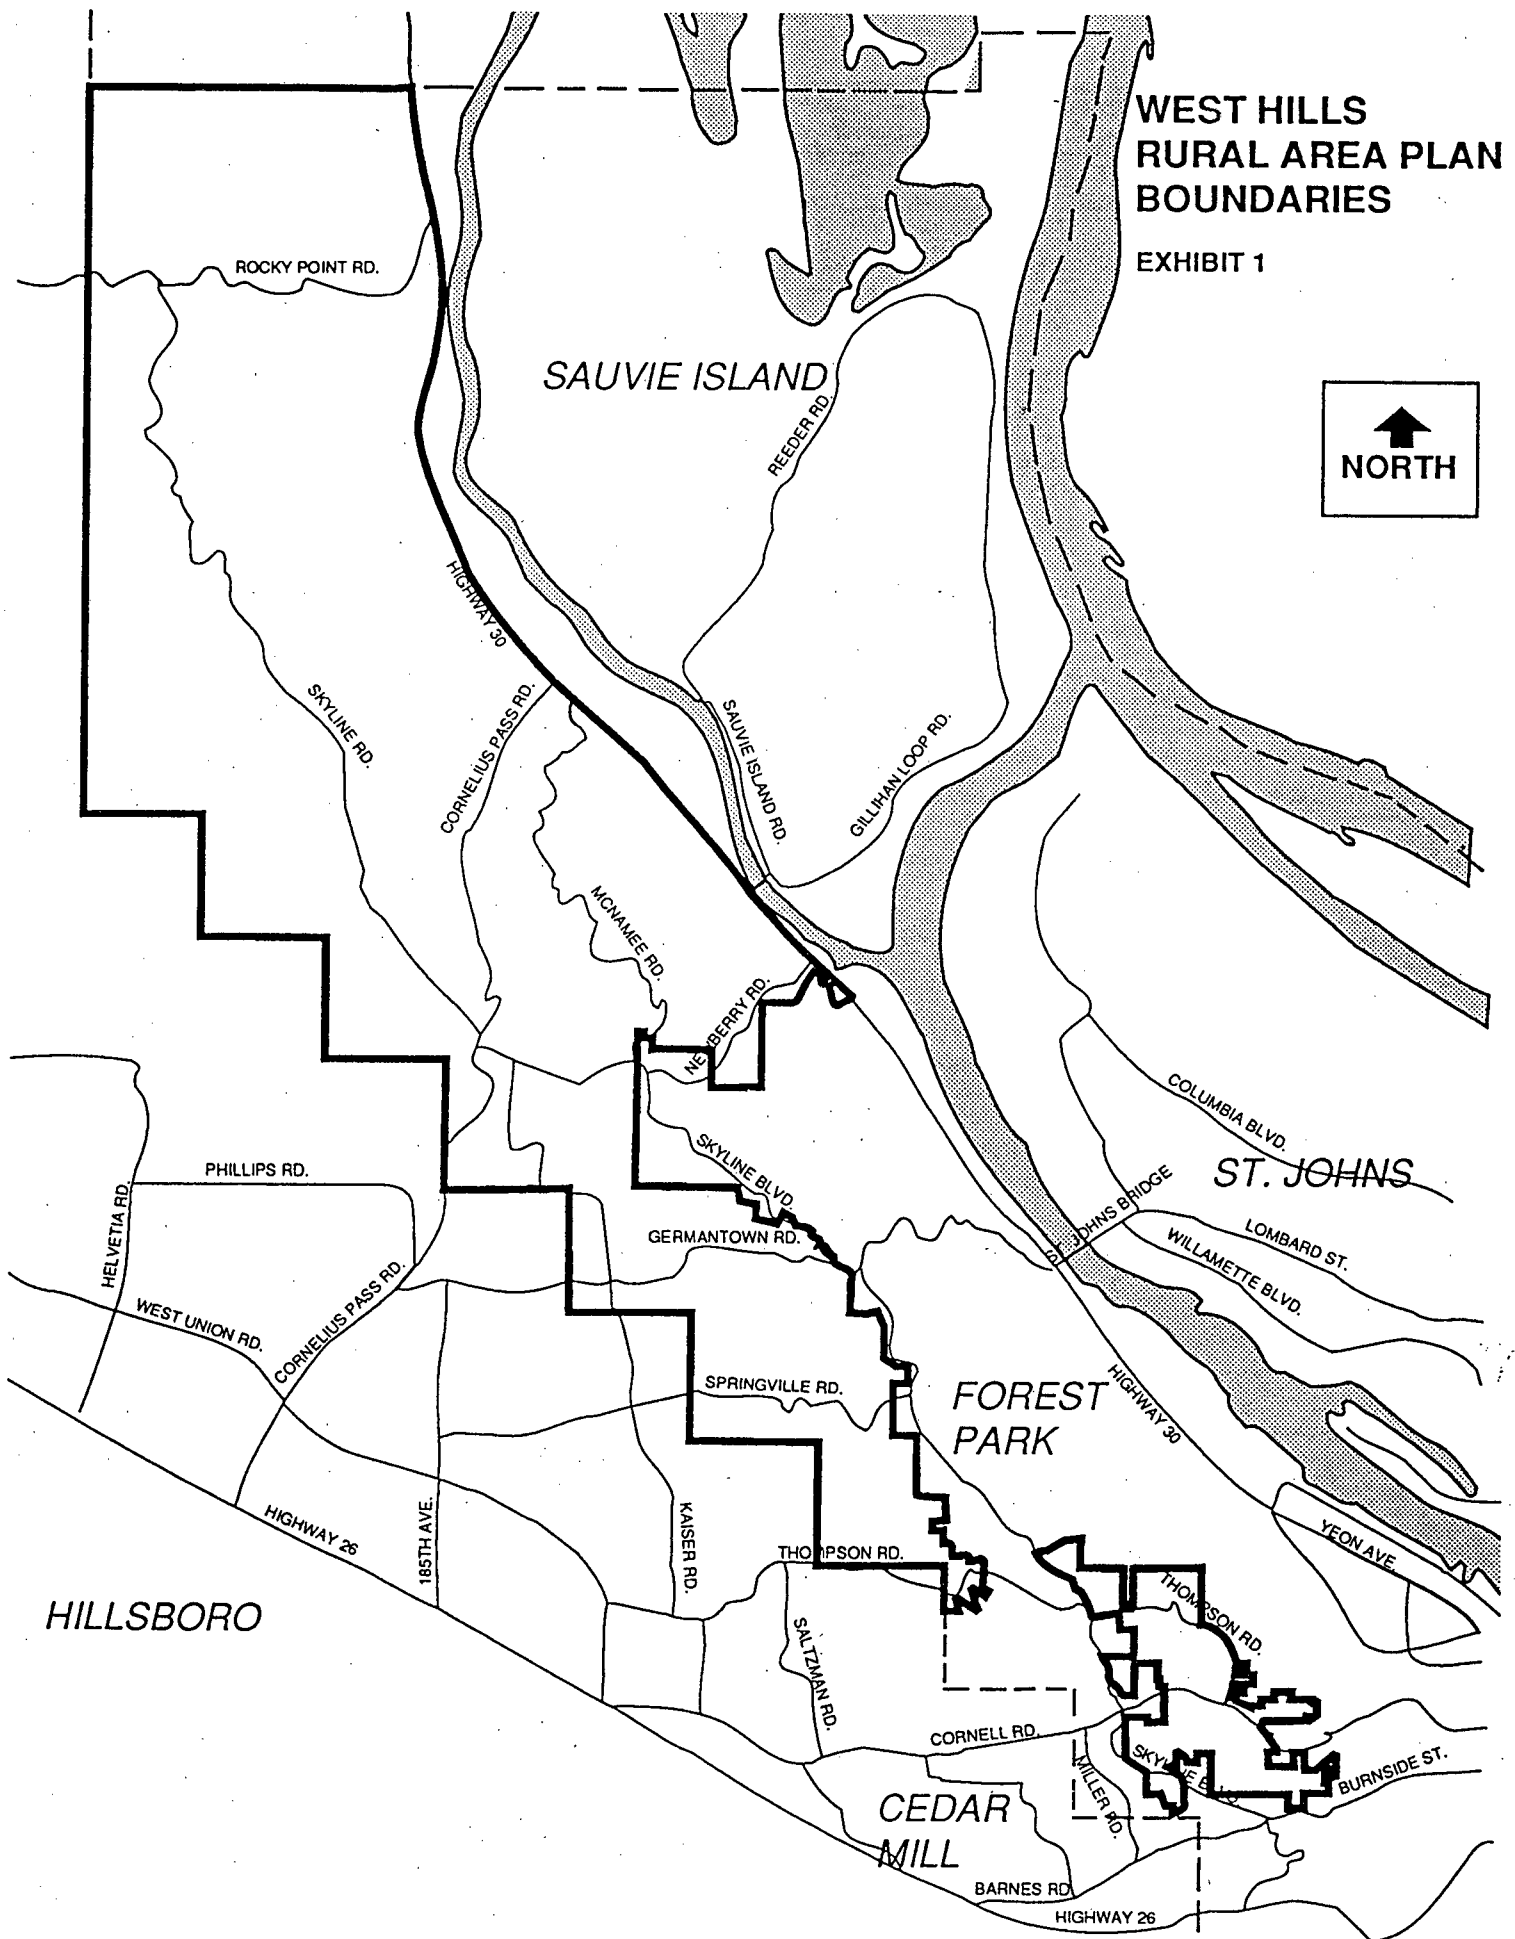 WEST HILLS
RURAL AREA PLAN
BOUNDARIES
EXHIBIT 1
ROCKY POINT RD.
SAUVIE ISLAND
REEDER RD.
NORTH
HIGHWAY 30
SKYLINE RD.
CORNELIUS PASS RD.
SAUVIE ISLAND RD.
GILLIHAN LOOP RD.
MCNAMEE RD.
NEWBERRY RD.
COLUMBIA BLVD.
SKYLINE BLVD.
PHILLIPS RD.
ST. JOHNS
HELVETIA RD.
GERMANTOWN RD.
ST. JOHNS BRIDGE
LOMBARD ST.
WILLAMETTE BLVD.
WEST UNION RD.
CORNELIUS PASS RD.
SPRINGVILLE RD.
FOREST
PARK
HIGHWAY 30
HIGHWAY 26
185TH AVE.
KAISER RD.
YEON AVE.
THOMPSON RD.
THOMPSON RD.
HILLSBORO
SALTZMAN RD.
CORNELL RD.
SKYLINE BLVD.
MILLER RD.
BURNSIDE ST.
CEDAR
MILL
BARNES RD.
HIGHWAY 26